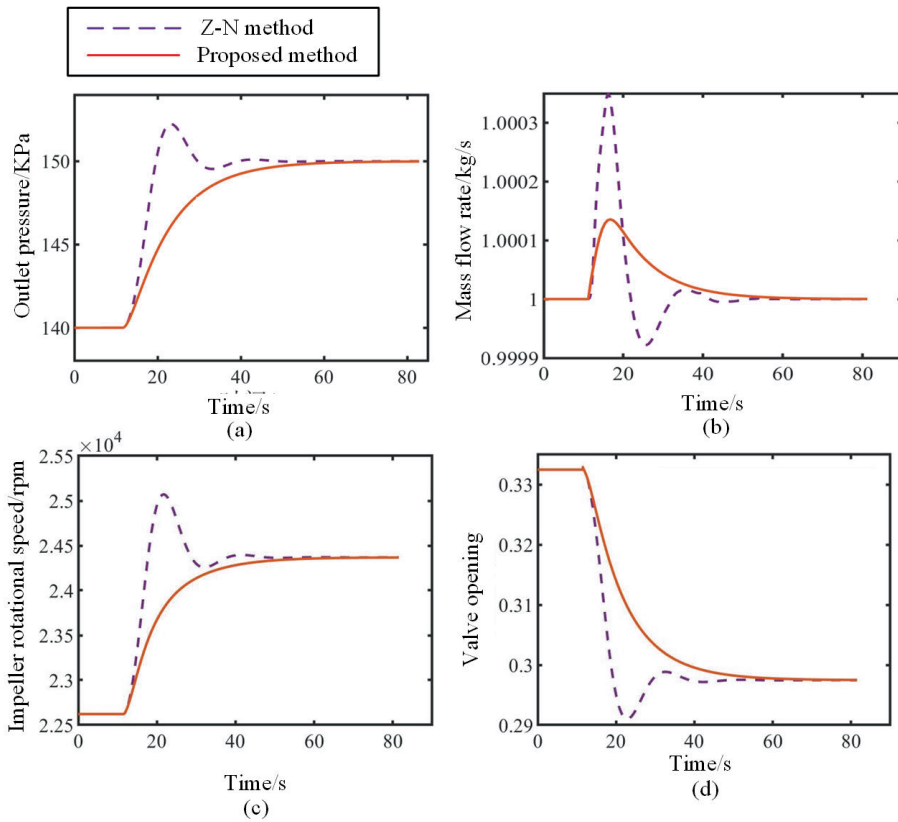 Z-N method
Proposed method
Outlet pressure/KPa
150
145
140
0
20
40
60
80
Time/s
(a)
Mass flow rate/kg/s
1.0003
1.0002
1.0001
1
0.9999
0
20
40
60
80
Time/s
(b)
×10⁴
Impeller rotational speed/rpm
2.55
2.5
2.45
2.4
2.35
2.3
2.25
0
20
40
60
80
Time/s
(c)
Valve opening
0.33
0.32
0.31
0.3
0.29
0
20
40
60
80
Time/s
(d)